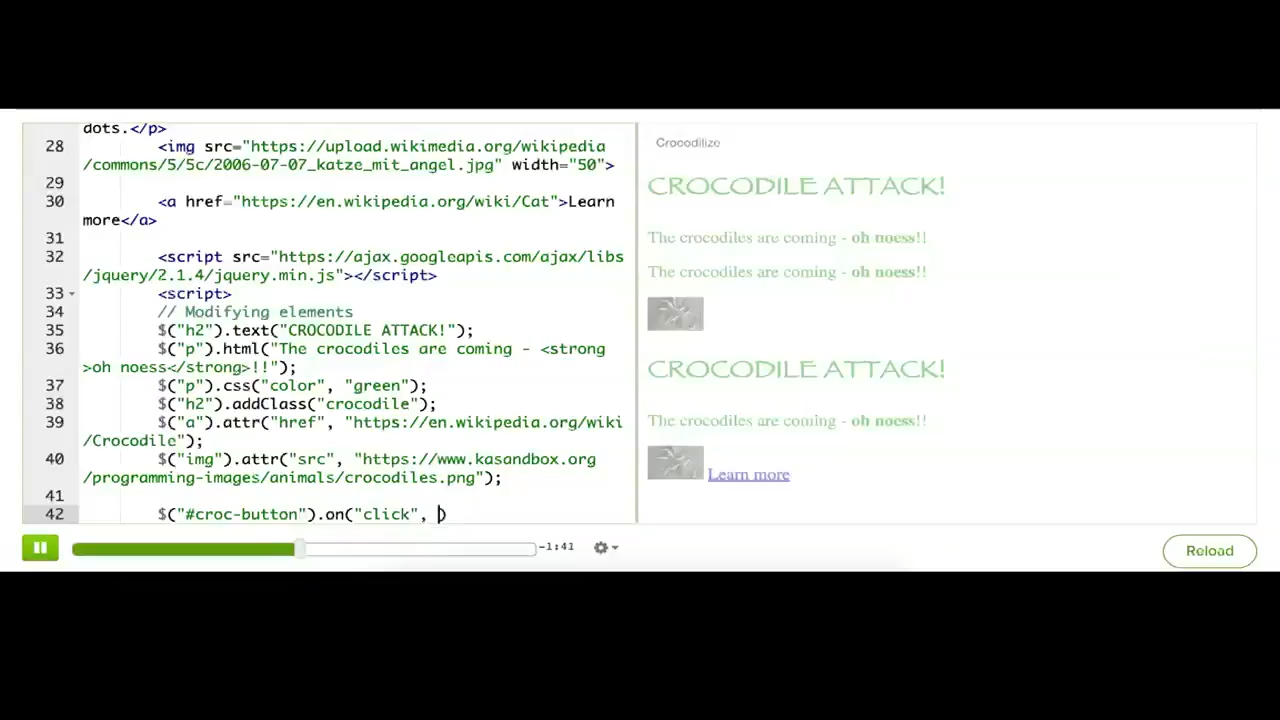 dots.</p>
28 <img src="https://upload.wikimedia.org/wikipedia
/commons/5/5c/2006-07-07_katze_mit_angel.jpg" width="50">
29
30 <a href="https://en.wikipedia.org/wiki/Cat">Learn
more</a>
31
32 <script src="https://ajax.googleapis.com/ajax/libs
/jquery/2.1.4/jquery.min.js"></script>
33 <script>
34 // Modifying elements
35 $("h2").text("CROCODILE ATTACK!");
36 $("p").html("The crocodiles are coming - <strong
>oh noess</strong>!!");
37 $("p").css("color", "green");
38 $("h2").addClass("crocodile");
39 $("a").attr("href", "https://en.wikipedia.org/wiki
/Crocodile");
40 $("img").attr("src", "https://www.kasandbox.org
/programming-images/animals/crocodiles.png");
41
42 $("#croc-button").on("click", )
Crocodilize
CROCODILE ATTACK!
The crocodiles are coming - oh noess!!
The crocodiles are coming - oh noess!!
CROCODILE ATTACK!
The crocodiles are coming - oh noess!!
Learn more
-1:41
Reload